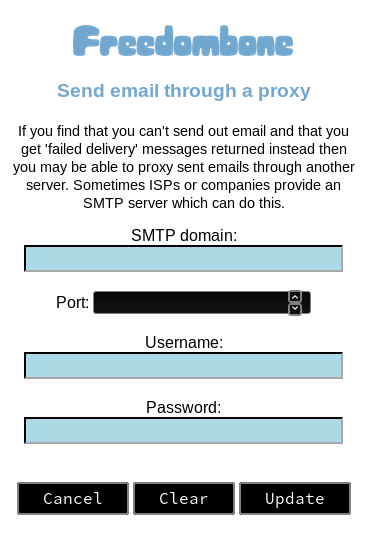 Freedombone
Send email through a proxy
If you find that you can't send out email and that you
get 'failed delivery' messages returned instead then
you may be able to proxy sent emails through another
server. Sometimes ISPs or companies provide an
SMTP server which can do this.
SMTP domain:
Port:
Username:
Password:
Cancel Clear Update